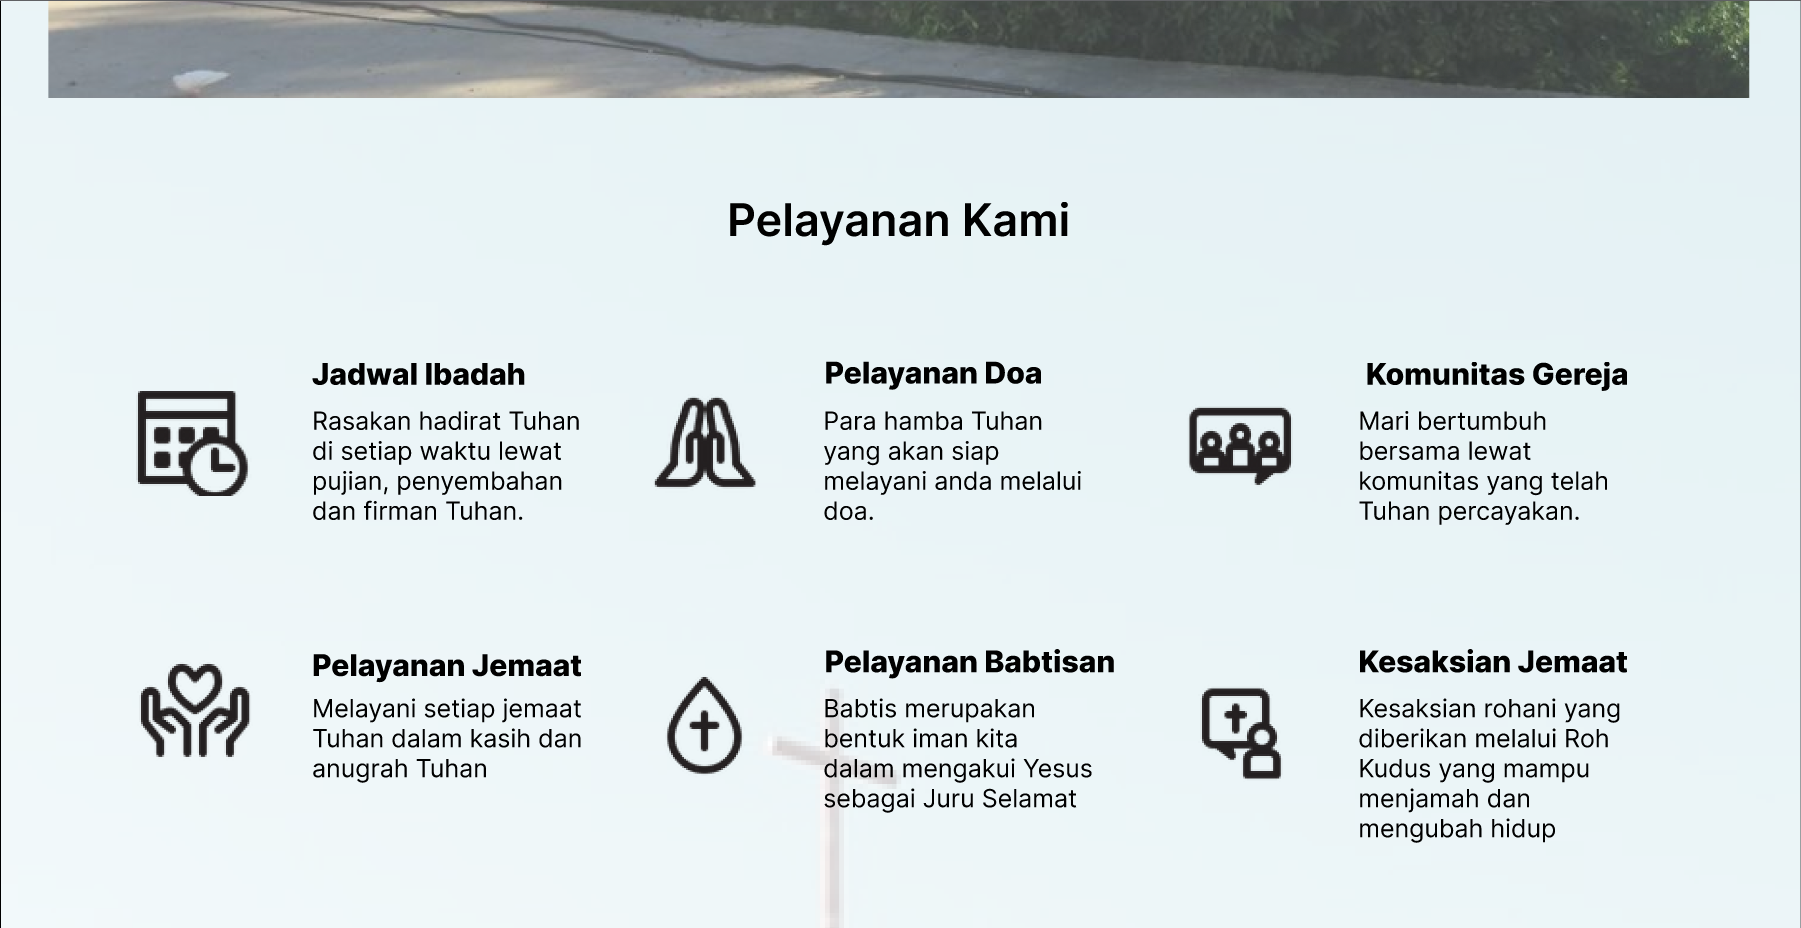 Pelayanan Kami
Jadwal Ibadah
Rasakan hadirat Tuhan
di setiap waktu lewat
pujian, penyembahan
dan firman Tuhan.
Pelayanan Doa
Para hamba Tuhan
yang akan siap
melayani anda melalui
doa.
Komunitas Gereja
Mari bertumbuh
bersama lewat
komunitas yang telah
Tuhan percayakan.
Pelayanan Jemaat
Melayani setiap jemaat
Tuhan dalam kasih dan
anugrah Tuhan
Pelayanan Babtisan
Babtis merupakan
bentuk iman kita
dalam mengakui Yesus
sebagai Juru Selamat
Kesaksian Jemaat
Kesaksian rohani yang
diberikan melalui Roh
Kudus yang mampu
menjamah dan
mengubah hidup